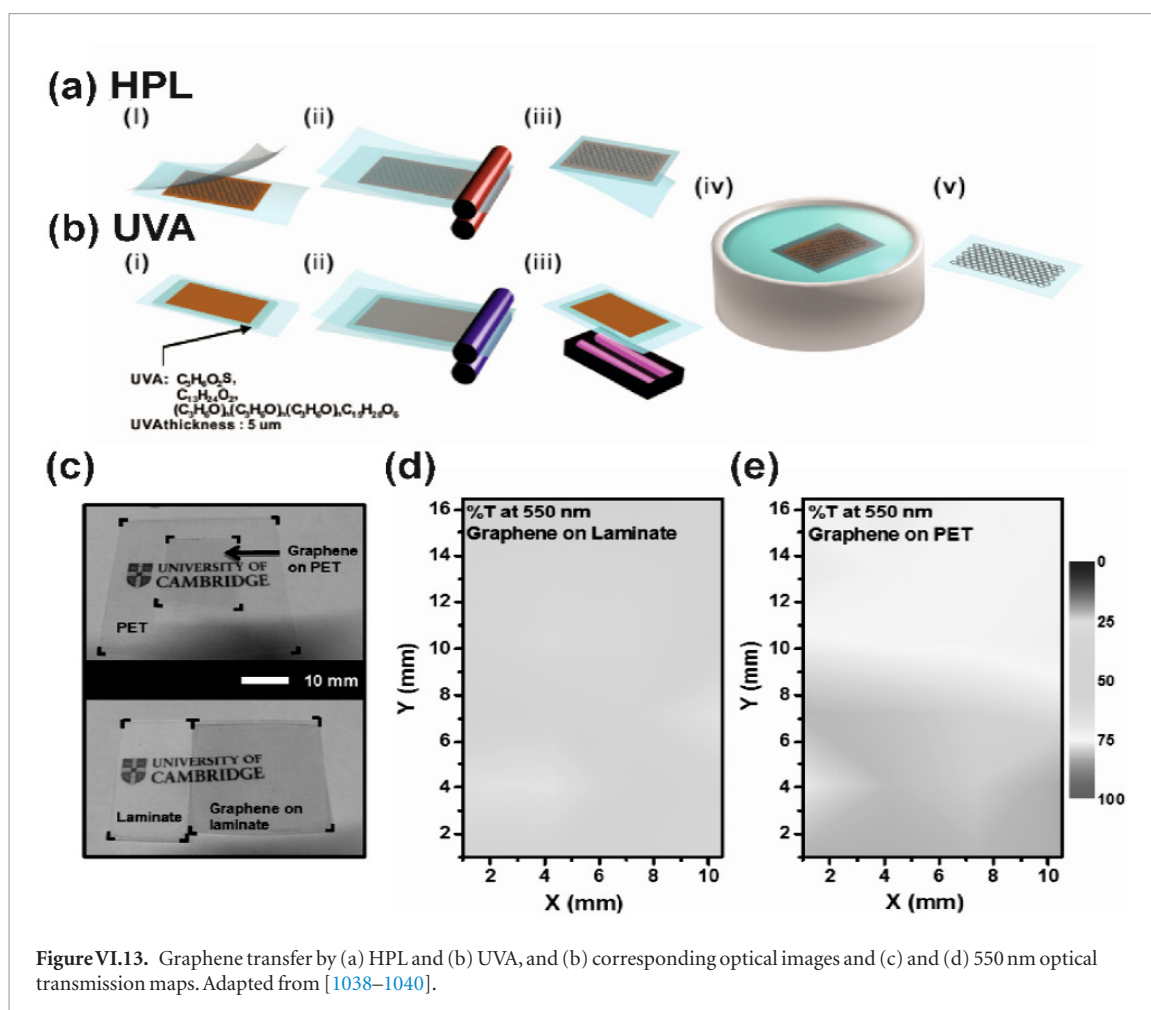 (a) HPL
(I)
(ii)
(iii)
(iv)
(v)
(b) UVA
(i)
(ii)
(iii)
UVA: C₃H₆O₂S,
C₁₃H₂₄O₂,
(C₃H₆O)ₙ(C₃H₆O)ₙ(C₃H₆O)ₙC₁₅H₂₀O₆
UVAthickness : 5 um
(c)
Graphene
on PET
UNIVERSITY OF
CAMBRIDGE
PET
10 mm
UNIVERSITY OF
CAMBRIDGE
Laminate
Graphene on
laminate
(d)
%T at 550 nm
Graphene on Laminate
16
14
12
10
8
6
4
2
Y (mm)
2 4 6 8 10
X (mm)
(e)
%T at 550 nm
Graphene on PET
16
14
12
10
8
6
4
2
Y (mm)
2 4 6 8 10
X (mm)
0
25
50
75
100
Figure VI.13. Graphene transfer by (a) HPL and (b) UVA, and (b) corresponding optical images and (c) and (d) 550 nm optical
transmission maps. Adapted from [1038–1040].